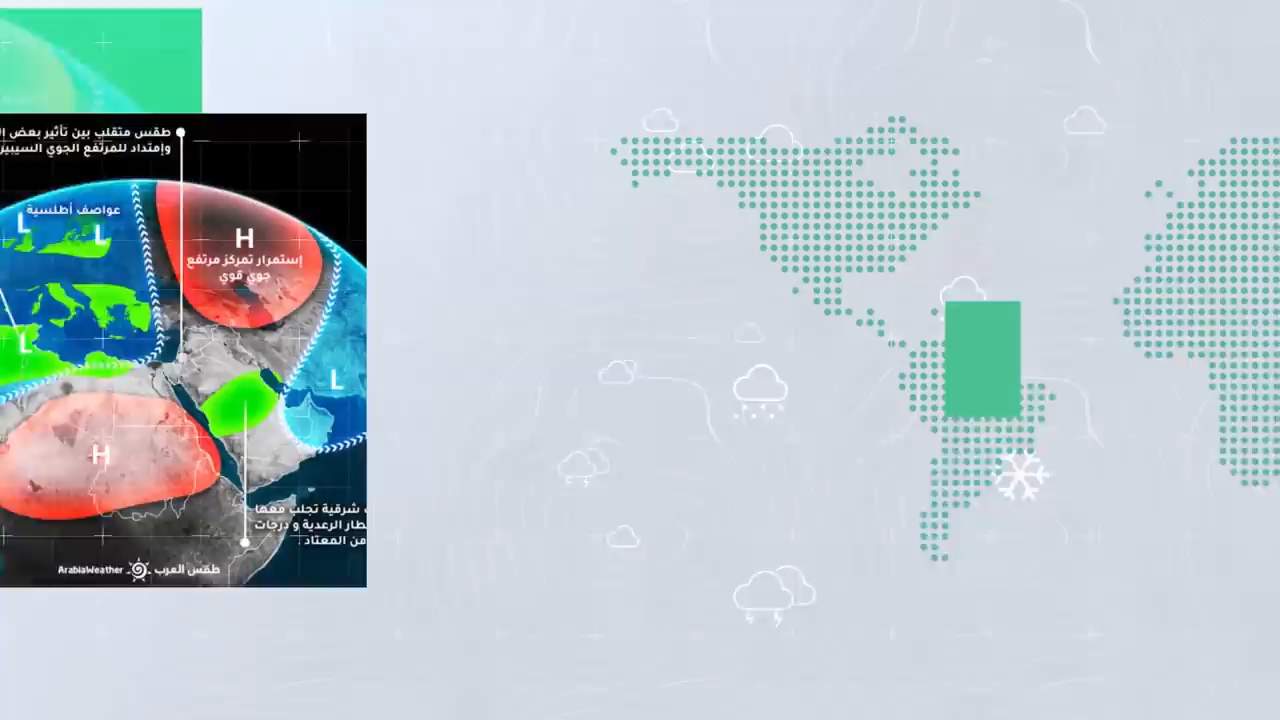 طقس متقلب بين تأثير بعض
وإمتداد للمرتفع الجوي
عواصف أطلسية
L
L
H
إستمرار تمركز مرتفع
جوي قوي
L
L
H
شرقية تجلب معها
الرعدية و درجات
من المعتاد
ArabiaWeather طقس العرب